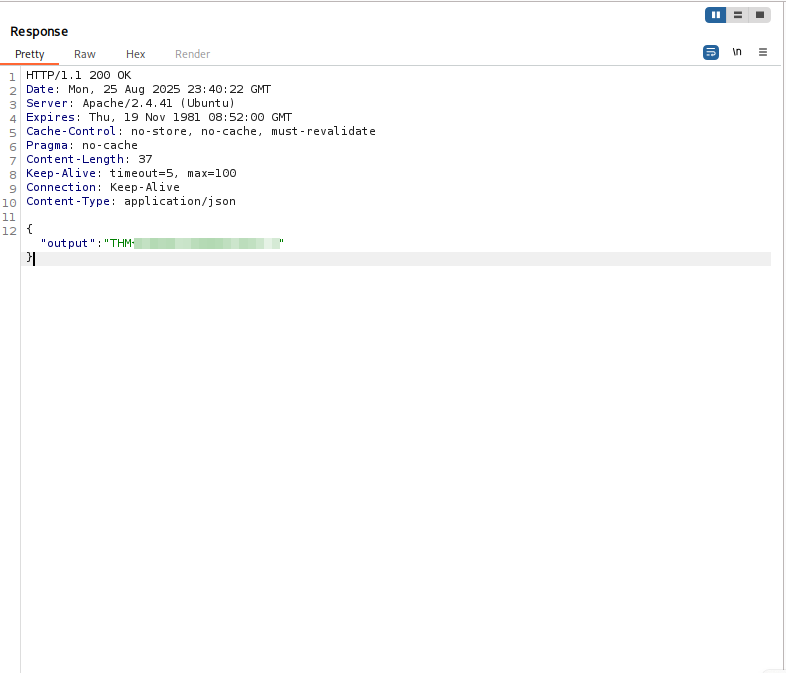 Response
Pretty Raw Hex Render \n
1 HTTP/1.1 200 OK
2 Date: Mon, 25 Aug 2025 23:40:22 GMT
3 Server: Apache/2.4.41 (Ubuntu)
4 Expires: Thu, 19 Nov 1981 08:52:00 GMT
5 Cache-Control: no-store, no-cache, must-revalidate
6 Pragma: no-cache
7 Content-Length: 37
8 Keep-Alive: timeout=5, max=100
9 Connection: Keep-Alive
10 Content-Type: application/json
11
12 {
"output":"THM "
}